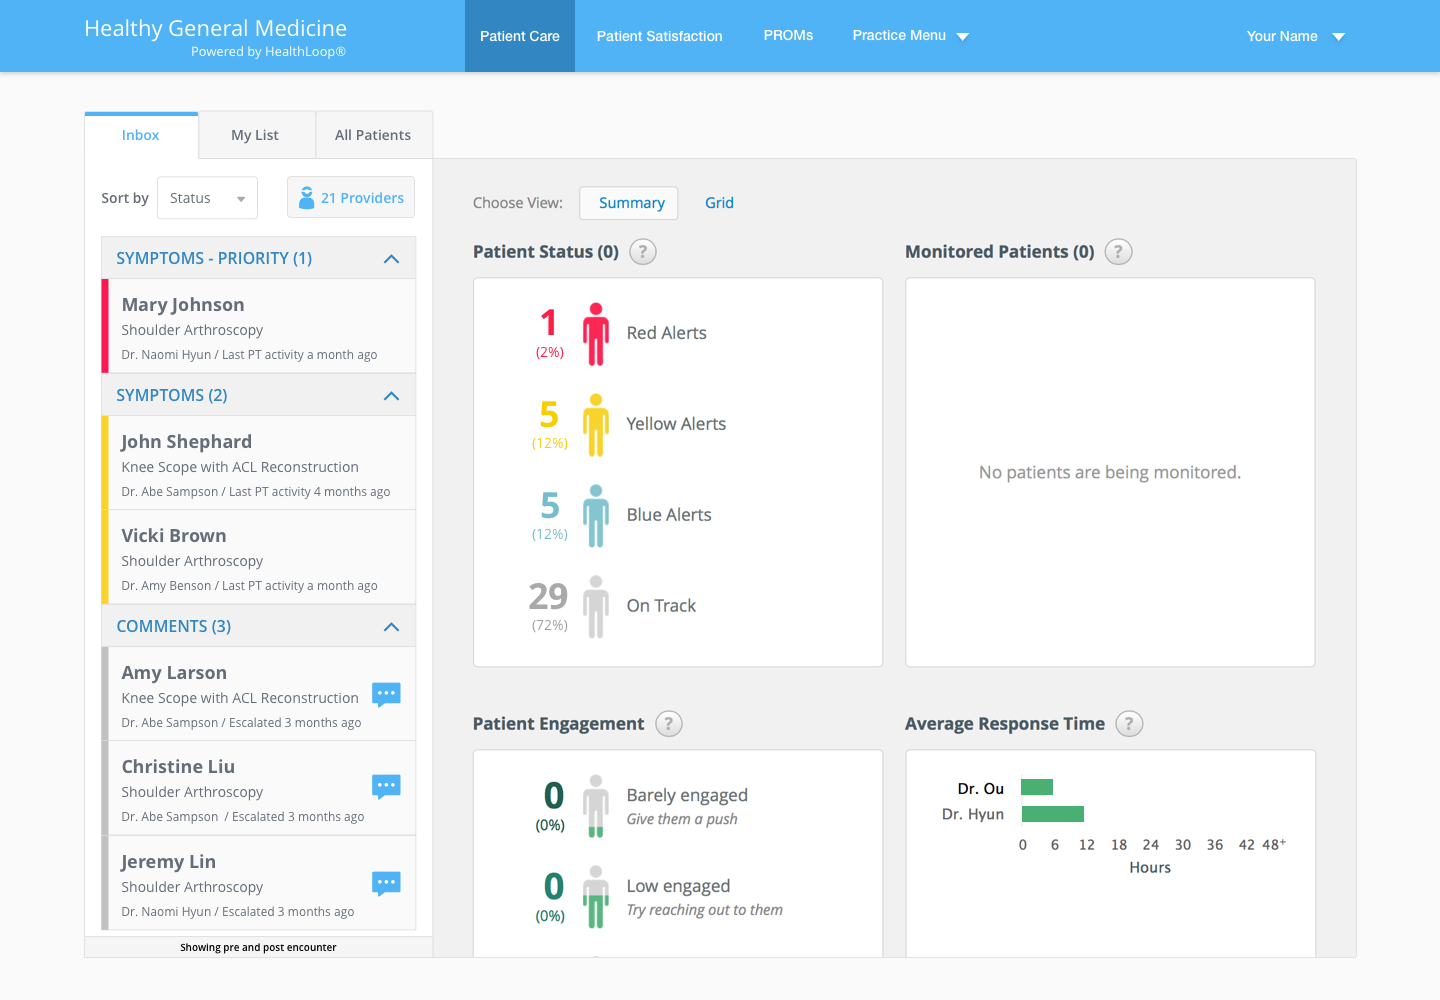 Healthy General Medicine
Powered by HealthLoop®
Patient Care
Patient Satisfaction
PROMs
Practice Menu
Your Name
Inbox
My List
All Patients
Sort by
Status
21 Providers
SYMPTOMS - PRIORITY (1)
Mary Johnson
Shoulder Arthroscopy
Dr. Naomi Hyun / Last PT activity a month ago
SYMPTOMS (2)
John Shephard
Knee Scope with ACL Reconstruction
Dr. Abe Sampson / Last PT activity 4 months ago
Vicki Brown
Shoulder Arthroscopy
Dr. Amy Benson / Last PT activity a month ago
COMMENTS (3)
Amy Larson
Knee Scope with ACL Reconstruction
Dr. Abe Sampson / Escalated 3 months ago
Christine Liu
Shoulder Arthroscopy
Dr. Abe Sampson  / Escalated 3 months ago
Jeremy Lin
Shoulder Arthroscopy
Dr. Naomi Hyun / Escalated 3 months ago
Showing pre and post encounter
Choose View:
Summary
Grid
Patient Status (0) ?
1
(2%)
Red Alerts
5
(12%)
Yellow Alerts
5
(12%)
Blue Alerts
29
(72%)
On Track
Monitored Patients (0) ?
No patients are being monitored.
Patient Engagement ?
0
(0%)
Barely engaged
Give them a push
0
(0%)
Low engaged
Try reaching out to them
Average Response Time ?
Dr. Ou
Dr. Hyun
0 6 12 18 24 30 36 42 48+
Hours